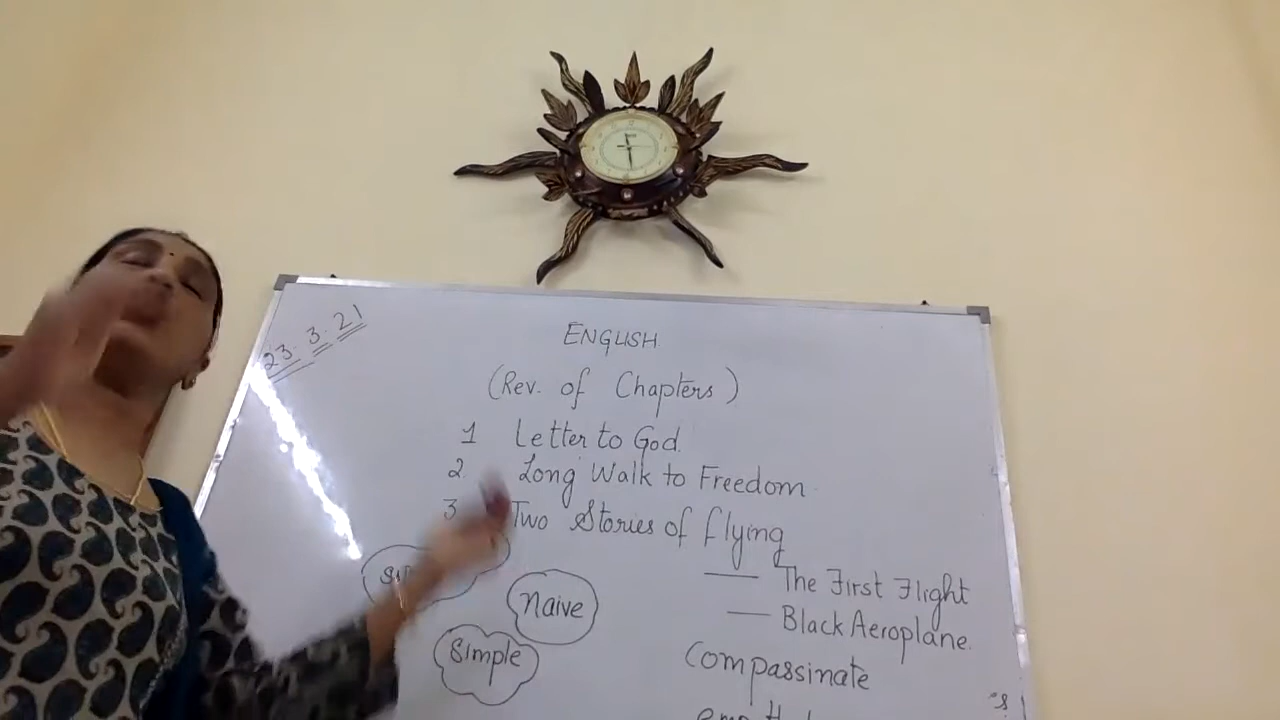 23.3.21
ENGLISH
(Rev. of Chapters)
1 Letter to God.
2. Long Walk to Freedom.
3 Two Stories of flying
— The First Flight
— Black Aeroplane.
naive
Simple
Compassinate